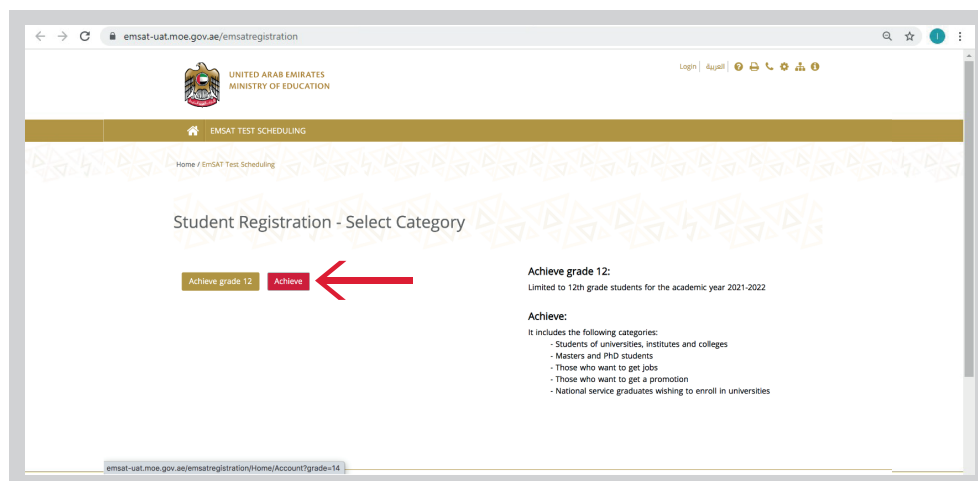 emsat-uat.moe.gov.ae/emsatregistration
UNITED ARAB EMIRATES
MINISTRY OF EDUCATION
Login | العربية
EMSAT TEST SCHEDULING
Home / EmSAT Test Scheduling
Student Registration - Select Category
Achieve grade 12
Achieve
Achieve grade 12:
Limited to 12th grade students for the academic year 2021-2022
Achieve:
It includes the following categories:
- Students of universities, institutes and colleges
- Masters and PhD students
- Those who want to get jobs
- Those who want to get a promotion
- National service graduates wishing to enroll in universities
emsat-uat.moe.gov.ae/emsatregistration/Home/Account?grade=14